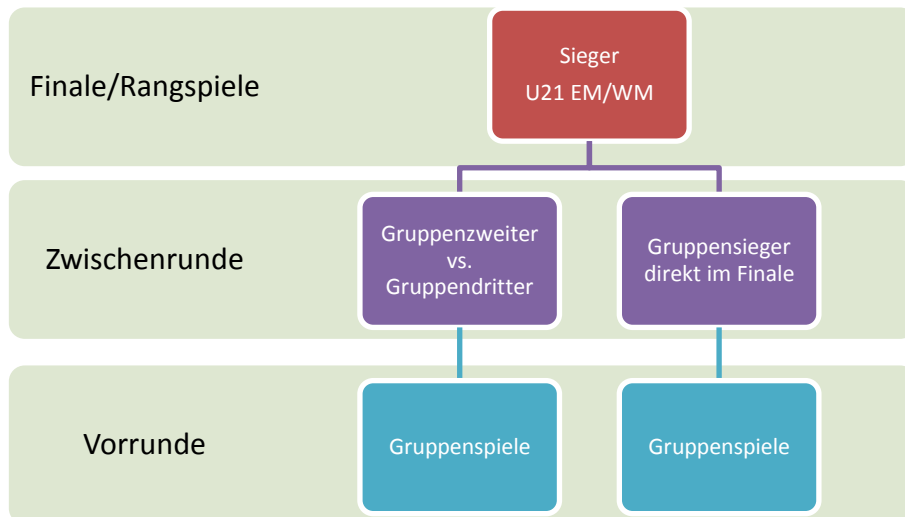 Finale/Rangspiele
Sieger
U21 EM/WM
Zwischenrunde
Gruppenzweiter
vs.
Gruppendritter
Gruppensieger
direkt im Finale
Vorrunde
Gruppenspiele
Gruppenspiele